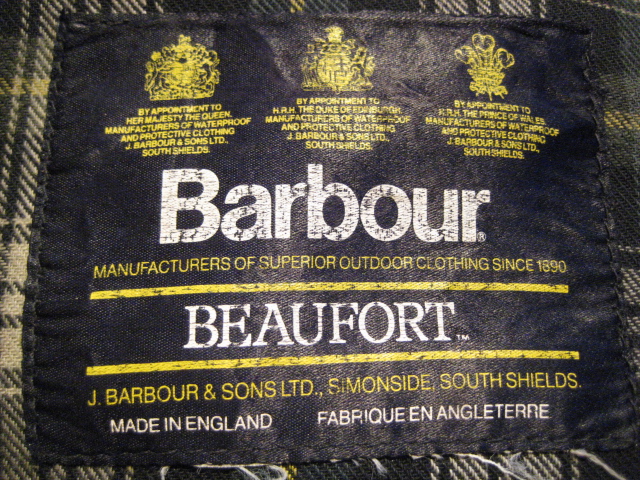 BY APPOINTMENT TO
HER MAJESTY THE QUEEN,
MANUFACTURERS OF WATERPROOF
AND PROTECTIVE CLOTHING
J. BARBOUR & SONS LTD.,
SOUTH SHIELDS.
BY APPOINTMENT TO
H.R.H. THE DUKE OF EDINBURGH
MANUFACTURERS OF WATERPROOF
AND PROTECTIVE CLOTHING
J. BARBOUR & SONS LTD.,
SOUTH SHIELDS.
BY APPOINTMENT TO
H.R.H. THE PRINCE OF WALES,
MANUFACTURERS OF WATERPROOF
AND PROTECTIVE CLOTHING
J. BARBOUR & SONS LTD.,
SOUTH SHIELDS.
Barbour®
MANUFACTURERS OF SUPERIOR OUTDOOR CLOTHING SINCE 1890
BEAUFORT™
J. BARBOUR & SONS LTD., SIMONSIDE, SOUTH SHIELDS.
MADE IN ENGLAND FABRIQUE EN ANGLETERRE